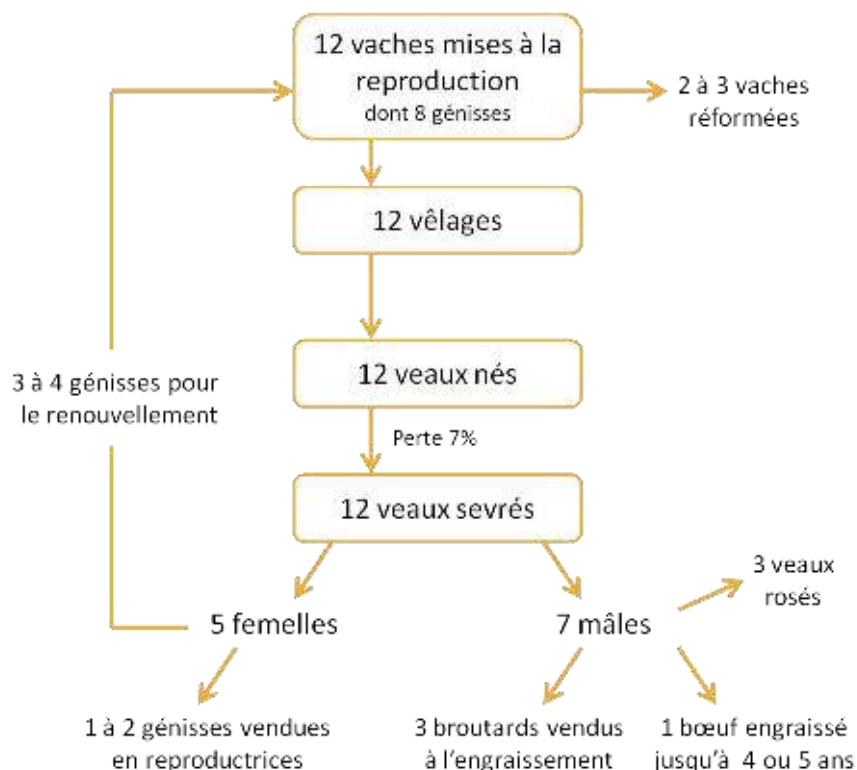 12 vaches mises à la
reproduction
dont 8 génisses
2 à 3 vaches
réformées
12 vêlages
12 veaux nés
3 à 4 génisses pour
le renouvellement
Perte 7%
12 veaux sevrés
3 veaux
rosés
5 femelles
7 mâles
1 à 2 génisses vendues
en reproductrices
3 broutards vendus
à l'engraissement
1 bœuf engraissé
jusqu'à 4 ou 5 ans